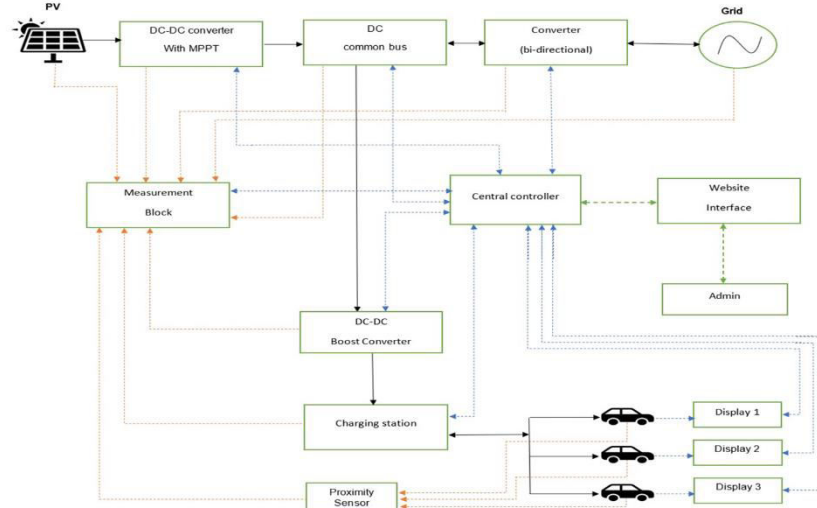 PV
Grid
DC-DC converter
With MPPT
DC
common bus
Converter
(bi-directional)
Measurement
Block
Central controller
Website
Interface
Admin
DC-DC
Boost Converter
Charging station
Display 1
Display 2
Display 3
Proximity
Sensor